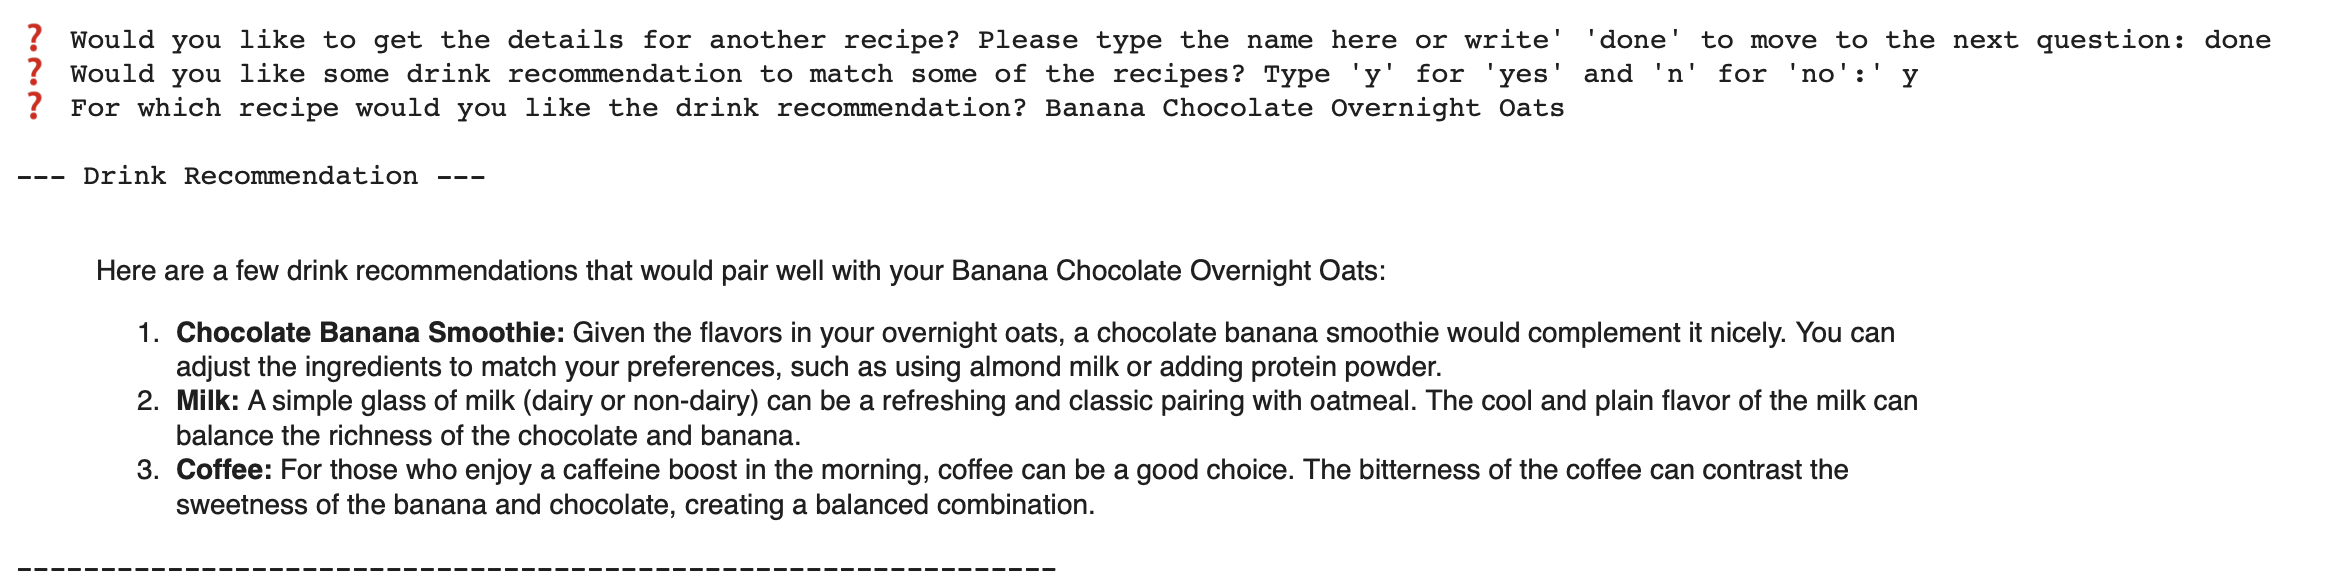 ❓ Would you like to get the details for another recipe? Please type the name here or write' 'done' to move to the next question: done
❓ Would you like some drink recommendation to match some of the recipes? Type 'y' for 'yes' and 'n' for 'no':' y
❓ For which recipe would you like the drink recommendation? Banana Chocolate Overnight Oats
--- Drink Recommendation ---
Here are a few drink recommendations that would pair well with your Banana Chocolate Overnight Oats:
1. Chocolate Banana Smoothie: Given the flavors in your overnight oats, a chocolate banana smoothie would complement it nicely. You can
adjust the ingredients to match your preferences, such as using almond milk or adding protein powder.
2. Milk: A simple glass of milk (dairy or non-dairy) can be a refreshing and classic pairing with oatmeal. The cool and plain flavor of the milk can
balance the richness of the chocolate and banana.
3. Coffee: For those who enjoy a caffeine boost in the morning, coffee can be a good choice. The bitterness of the coffee can contrast the
sweetness of the banana and chocolate, creating a balanced combination.
--------------------------------------------------------------